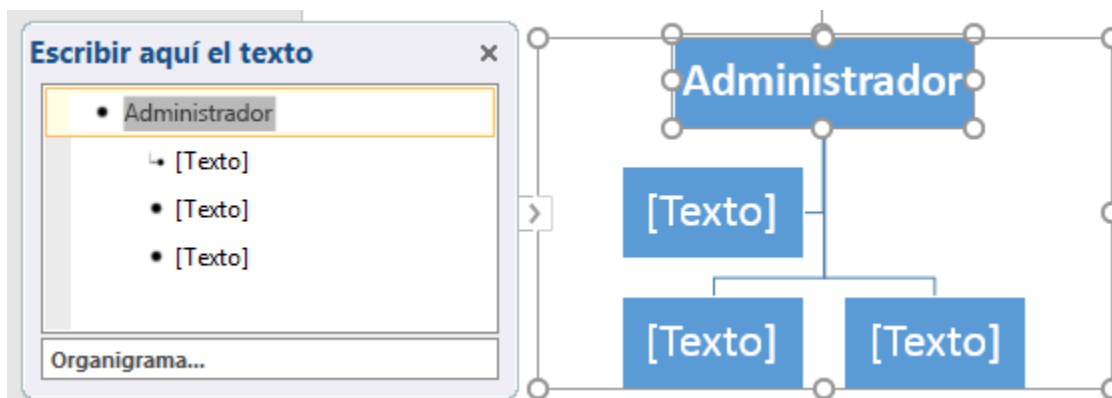 Escribir aquí el texto
Administrador
[Texto]
[Texto]
[Texto]
Organigrama...
Administrador
[Texto]
[Texto] [Texto]